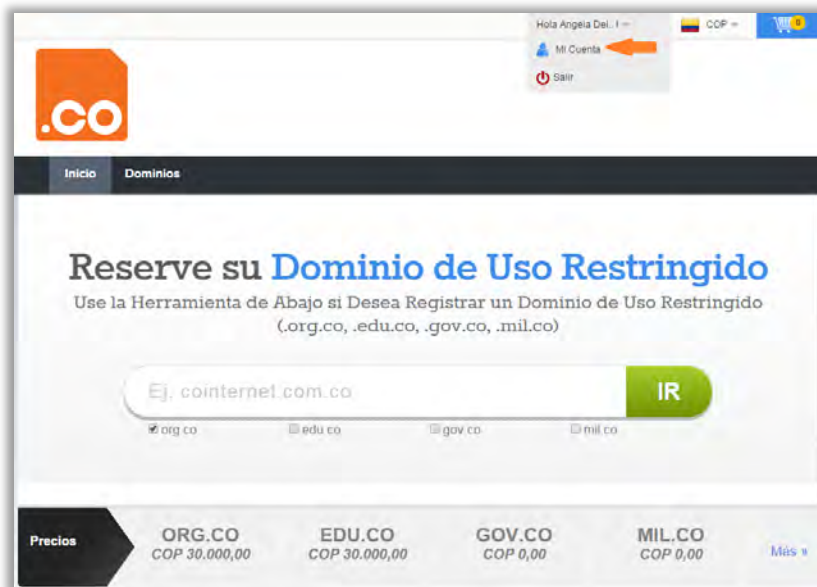 Hola Angela Del.. !
COP
0
Mi Cuenta
Salir
.co
Inicio
Dominios
Reserve su Dominio de Uso Restringido
Use la Herramienta de Abajo si Desea Registrar un Dominio de Uso Restringido
(.org.co, .edu.co, .gov.co, .mil.co)
Ej. cointernet.com.co
IR
org.co edu.co gov.co mil.co
Precios
ORG.CO EDU.CO GOV.CO MIL.CO
COP 30.000,00 COP 30.000,00 COP 0,00 COP 0,00
Más »